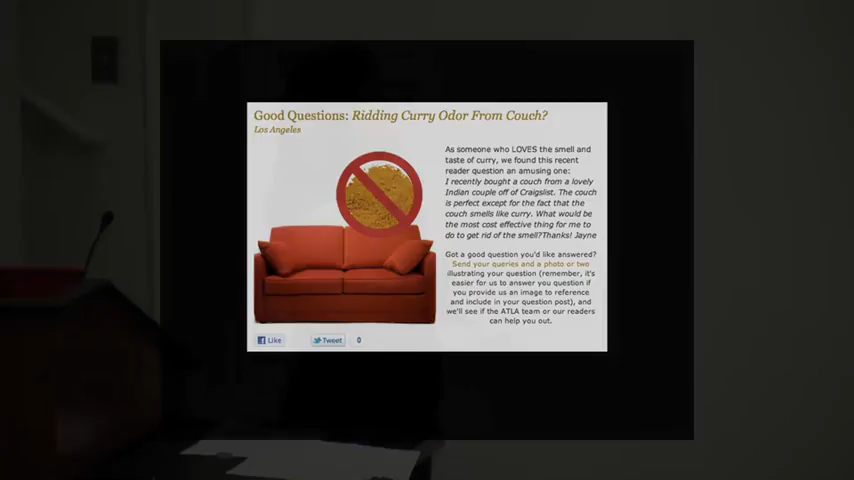 Good Questions: Ridding Curry Odor From Couch?
Los Angeles
As someone who LOVES the smell and
taste of curry, we found this recent
reader question an amusing one:
I recently bought a couch from a lovely
Indian couple off of Craigslist. The couch
is perfect except for the fact that the
couch smells like curry. What would be
the most cost effective thing for me to
do to get rid of the smell?Thanks! Jayne
Got a good question you'd like answered?
Send your queries and a photo or two
illustrating your question (remember, it's
easier for us to answer you question if
you provide us an image to reference
and include in your question post), and
we'll see if the ATLA team or our readers
can help you out.
Like
Tweet
0